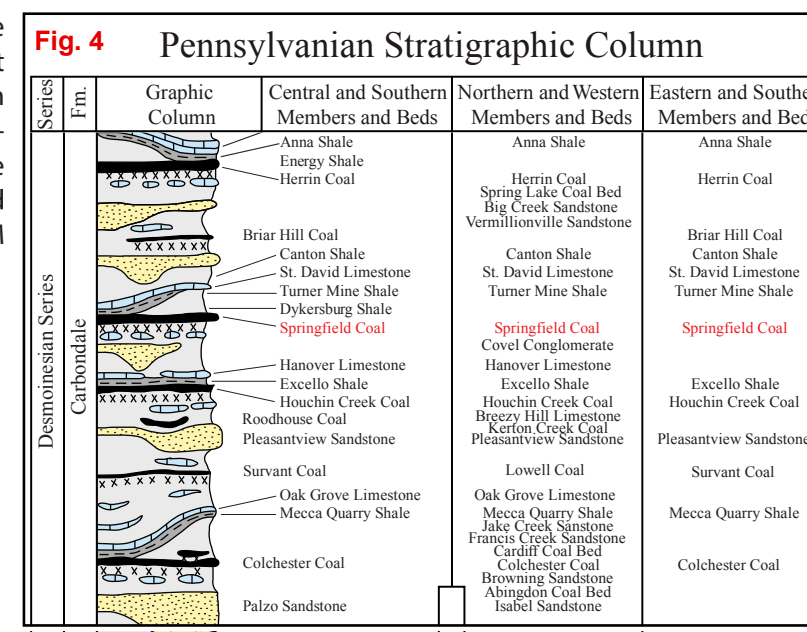 Fig. 4
Pennsylvanian Stratigraphic Column
Series
Fm.
Graphic
Column
Central and Southern
Members and Beds
Northern and Western
Members and Beds
Eastern and Southe
Members and Bed
Desmoinesian Series
Carbondale
Anna Shale
Energy Shale
Herrin Coal
Briar Hill Coal
Canton Shale
St. David Limestone
Turner Mine Shale
Dykersburg Shale
Springfield Coal
Hanover Limestone
Excello Shale
Houchin Creek Coal
Roodhouse Coal
Pleasantview Sandstone
Survant Coal
Oak Grove Limestone
Mecca Quarry Shale
Colchester Coal
Palzo Sandstone
Anna Shale
Herrin Coal
Spring Lake Coal Bed
Big Creek Sandstone
Vermillionville Sandstone
Canton Shale
St. David Limestone
Turner Mine Shale
Springfield Coal
Covel Conglomerate
Hanover Limestone
Excello Shale
Houchin Creek Coal
Breezy Hill Limestone
Kerton Creek Coal
Pleasantview Sandstone
Lowell Coal
Oak Grove Limestone
Mecca Quarry Shale
Jake Creek Sanstone
Francis Creek Sandstone
Cardiff Coal Bed
Colchester Coal
Browning Sandstone
Abingdon Coal Bed
Isabel Sandstone
Anna Shale
Herrin Coal
Briar Hill Coal
Canton Shale
St. David Limestone
Turner Mine Shale
Springfield Coal
Excello Shale
Houchin Creek Coal
Pleasantview Sandstone
Survant Coal
Mecca Quarry Shale
Colchester Coal